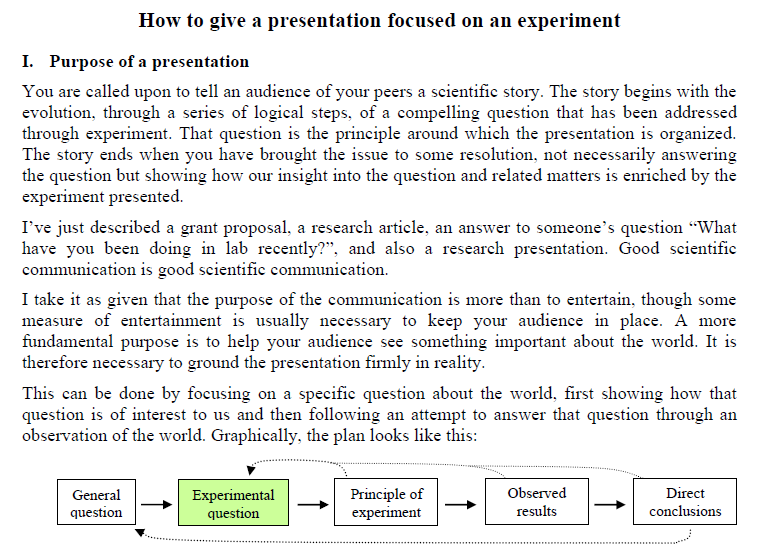 How to give a presentation focused on an experiment
I. Purpose of a presentation
You are called upon to tell an audience of your peers a scientific story. The story begins with the
evolution, through a series of logical steps, of a compelling question that has been addressed
through experiment. That question is the principle around which the presentation is organized.
The story ends when you have brought the issue to some resolution, not necessarily answering
the question but showing how our insight into the question and related matters is enriched by the
experiment presented.
I've just described a grant proposal, a research article, an answer to someone's question “What
have you been doing in lab recently?”, and also a research presentation. Good scientific
communication is good scientific communication.
I take it as given that the purpose of the communication is more than to entertain, though some
measure of entertainment is usually necessary to keep your audience in place. A more
fundamental purpose is to help your audience see something important about the world. It is
therefore necessary to ground the presentation firmly in reality.
This can be done by focusing on a specific question about the world, first showing how that
question is of interest to us and then following an attempt to answer that question through an
observation of the world. Graphically, the plan looks like this:
General
question
Experimental
question
Principle of
experiment
Observed
results
Direct
conclusions